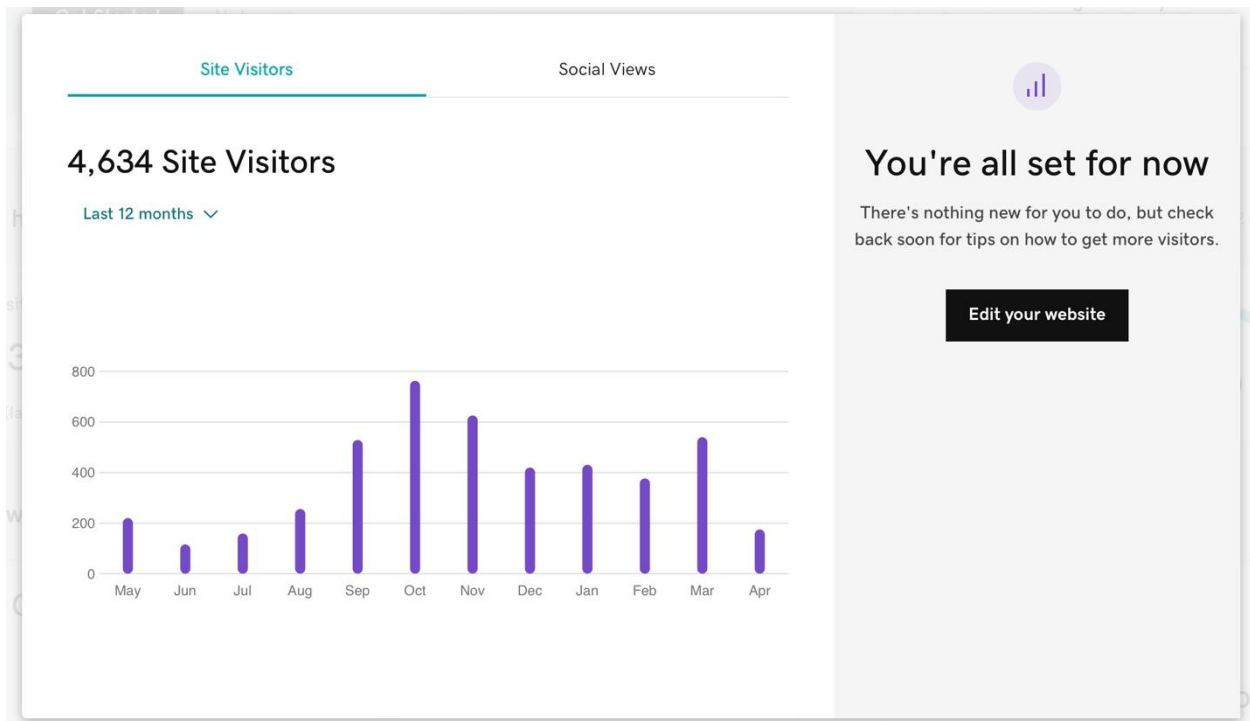 Site Visitors
Social Views
4,634 Site Visitors
Last 12 months
800
600
400
200
0
May Jun Jul Aug Sep Oct Nov Dec Jan Feb Mar Apr
You're all set for now
There's nothing new for you to do, but check
back soon for tips on how to get more visitors.
Edit your website